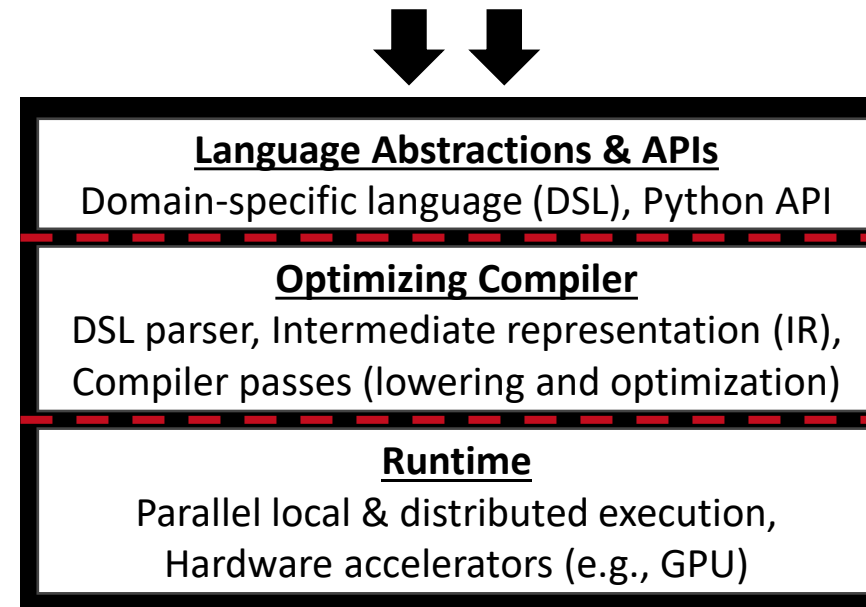 Language Abstractions & APIs
Domain-specific language (DSL), Python API
Optimizing Compiler
DSL parser, Intermediate representation (IR),
Compiler passes (lowering and optimization)
Runtime
Parallel local & distributed execution,
Hardware accelerators (e.g., GPU)